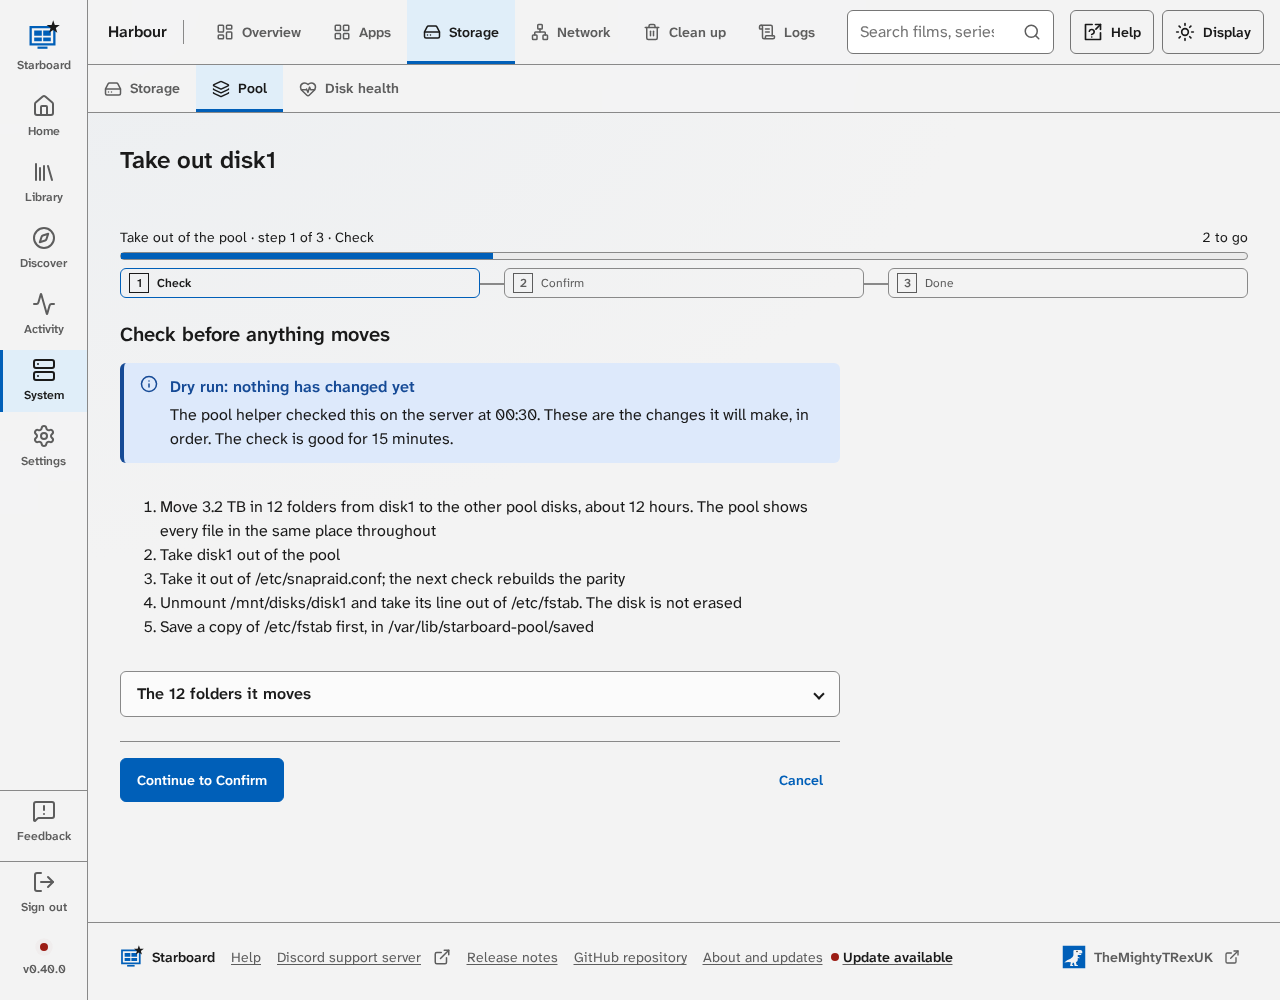 Starboard
Home
Library
Discover
Activity
System
Settings
Feedback
Sign out
v0.40.0
Harbour
Overview
Apps
Storage
Network
Clean up
Logs
Search films, series
Help
Display
Storage
Pool
Disk health
Take out disk1
Take out of the pool · step 1 of 3 · Check
2 to go
1 Check
2 Confirm
3 Done
Check before anything moves
Dry run: nothing has changed yet
The pool helper checked this on the server at 00:30. These are the changes it will make, in
order. The check is good for 15 minutes.
1. Move 3.2 TB in 12 folders from disk1 to the other pool disks, about 12 hours. The pool shows
every file in the same place throughout
2. Take disk1 out of the pool
3. Take it out of /etc/snapraid.conf; the next check rebuilds the parity
4. Unmount /mnt/disks/disk1 and take its line out of /etc/fstab. The disk is not erased
5. Save a copy of /etc/fstab first, in /var/lib/starboard-pool/saved
The 12 folders it moves
Continue to Confirm
Cancel
Starboard
Help
Discord support server
Release notes
GitHub repository
About and updates
Update available
TheMightyTRexUK